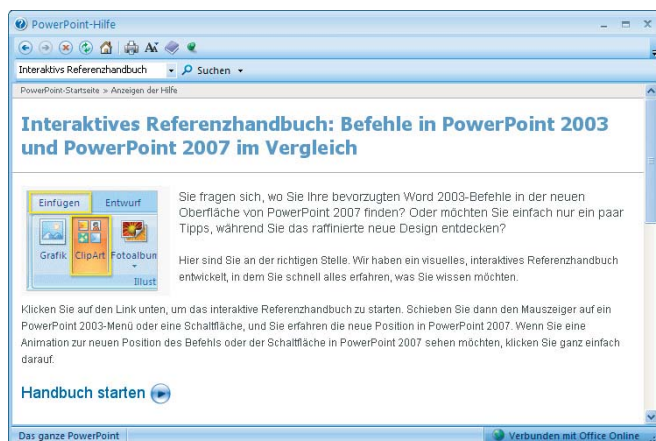 PowerPoint-Hilfe
Interaktivs Referenzhandbuch
Suchen
PowerPoint-Startseite » Anzeigen der Hilfe
Interaktives Referenzhandbuch: Befehle in PowerPoint 2003
und PowerPoint 2007 im Vergleich
Einfügen Entwurf
Grafik ClipArt Fotoalbun
Illust
Sie fragen sich, wo Sie Ihre bevorzugten Word 2003-Befehle in der neuen
Oberfläche von PowerPoint 2007 finden? Oder möchten Sie einfach nur ein paar
Tipps, während Sie das raffinierte neue Design entdecken?
Hier sind Sie an der richtigen Stelle. Wir haben ein visuelles, interaktives Referenzhandbuch
entwickelt, in dem Sie schnell alles erfahren, was Sie wissen möchten.
Klicken Sie auf den Link unten, um das interaktive Referenzhandbuch zu starten. Schieben Sie dann den Mauszeiger auf ein
PowerPoint 2003-Menü oder eine Schaltfläche, und Sie erfahren die neue Position in PowerPoint 2007. Wenn Sie eine
Animation zur neuen Position des Befehls oder der Schaltfläche in PowerPoint 2007 sehen möchten, klicken Sie ganz einfach
darauf.
Handbuch starten
Das ganze PowerPoint
Verbunden mit Office Online